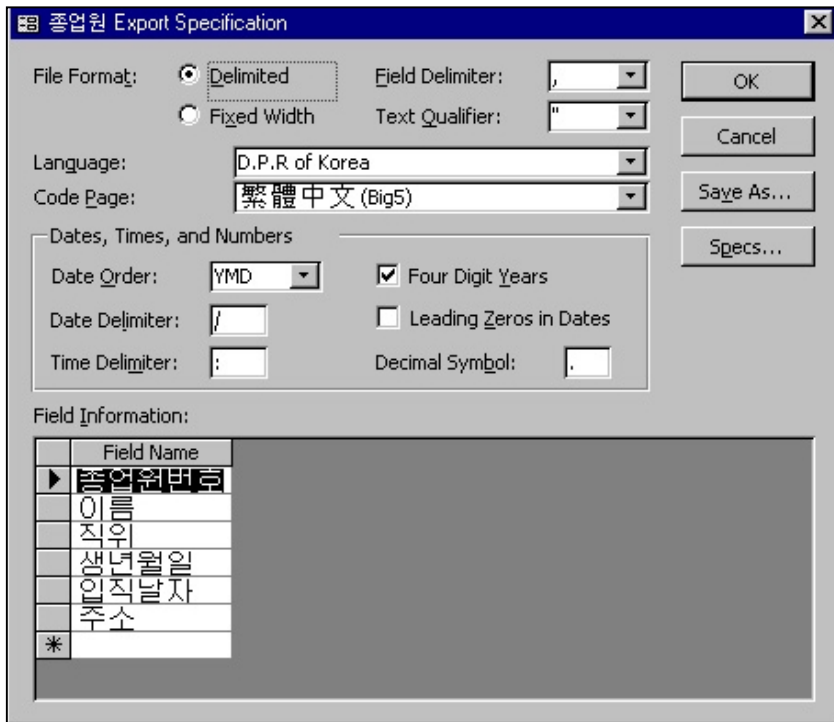 종업원 Export Specification
File Format:
Delimited
Fixed Width
Field Delimiter:
,
Text Qualifier:
"
OK
Cancel
Save As...
Specs...
Language:
D.P.R of Korea
Code Page:
繁體中文 (Big5)
Dates, Times, and Numbers
Date Order:
YMD
Four Digit Years
Date Delimiter:
/
Leading Zeros in Dates
Time Delimiter:
:
Decimal Symbol:
.
Field Information:
Field Name
종업원번호
이름
직위
생년월일
입직날자
주소